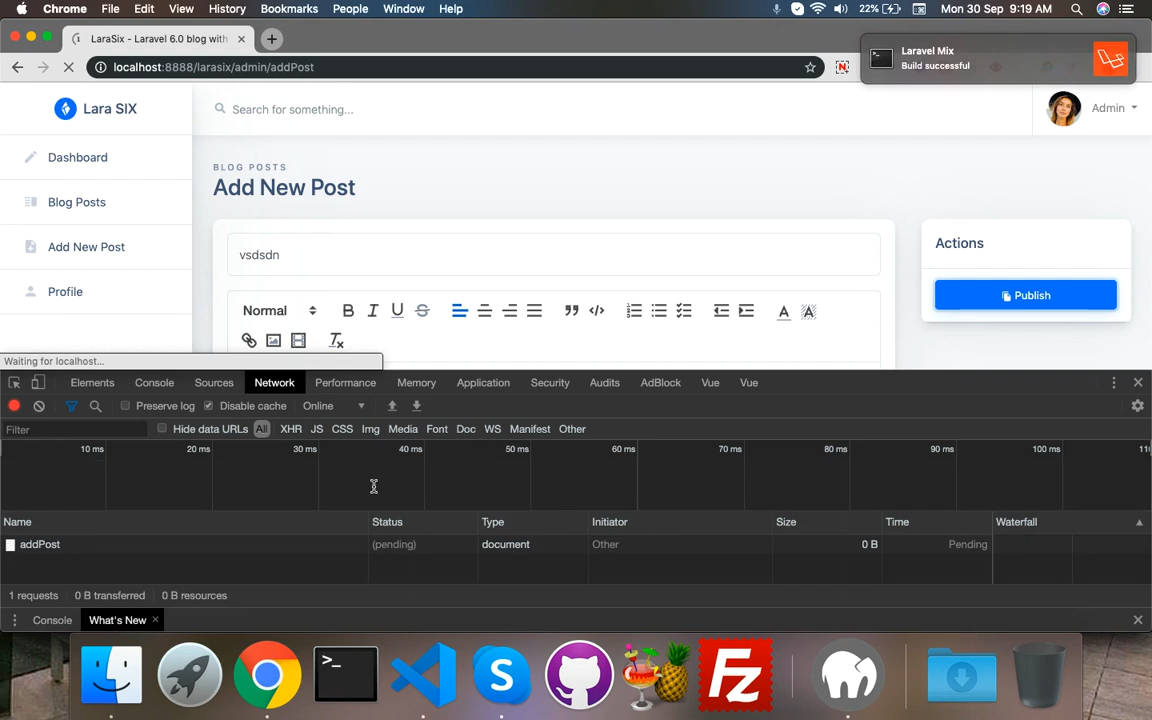 Chrome File Edit View History Bookmarks People Window Help 22% Mon 30 Sep 9:19 AM
LaraSix - Laravel 6.0 blog with
Laravel Mix
Build successful
localhost:8888/larasix/admin/addPost
Lara SIX
Search for something...
Admin
Dashboard
Blog Posts
Add New Post
Profile
BLOG POSTS
Add New Post
vsdsdn
Normal
Actions
Publish
Waiting for localhost...
Elements Console Sources Network Performance Memory Application Security Audits AdBlock Vue Vue
Preserve log Disable cache Online
Filter Hide data URLs All XHR JS CSS Img Media Font Doc WS Manifest Other
10 ms 20 ms 30 ms 40 ms 50 ms 60 ms 70 ms 80 ms 90 ms 100 ms
Name Status Type Initiator Size Time Waterfall
addPost (pending) document Other 0 B Pending
1 requests 0 B transferred 0 B resources
Console What's New